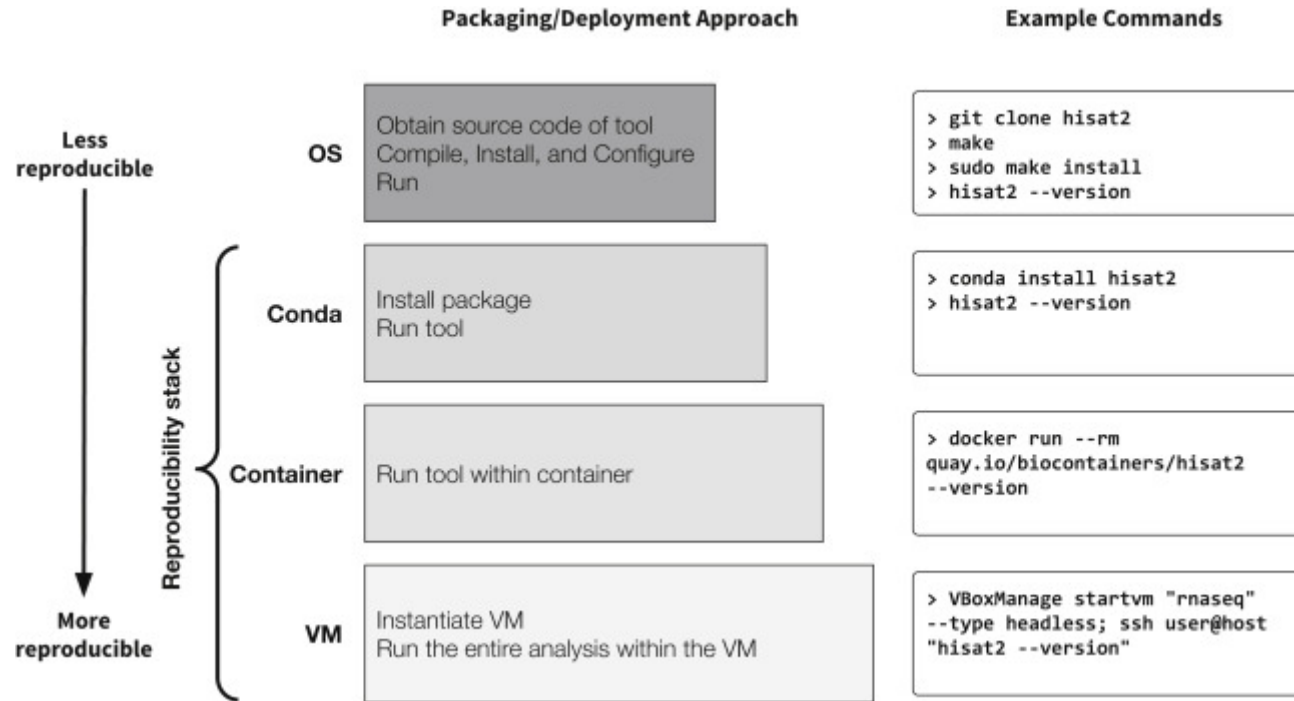 Packaging/Deployment Approach
Example Commands
Less
reproducible
OS
Obtain source code of tool
Compile, Install, and Configure
Run
> git clone hisat2
> make
> sudo make install
> hisat2 --version
Reproducibility stack
Conda
Install package
Run tool
> conda install hisat2
> hisat2 --version
Container
Run tool within container
> docker run --rm
quay.io/biocontainers/hisat2
--version
More
reproducible
VM
Instantiate VM
Run the entire analysis within the VM
> VBoxManage startvm "rnaseq"
--type headless; ssh user@host
"hisat2 --version"